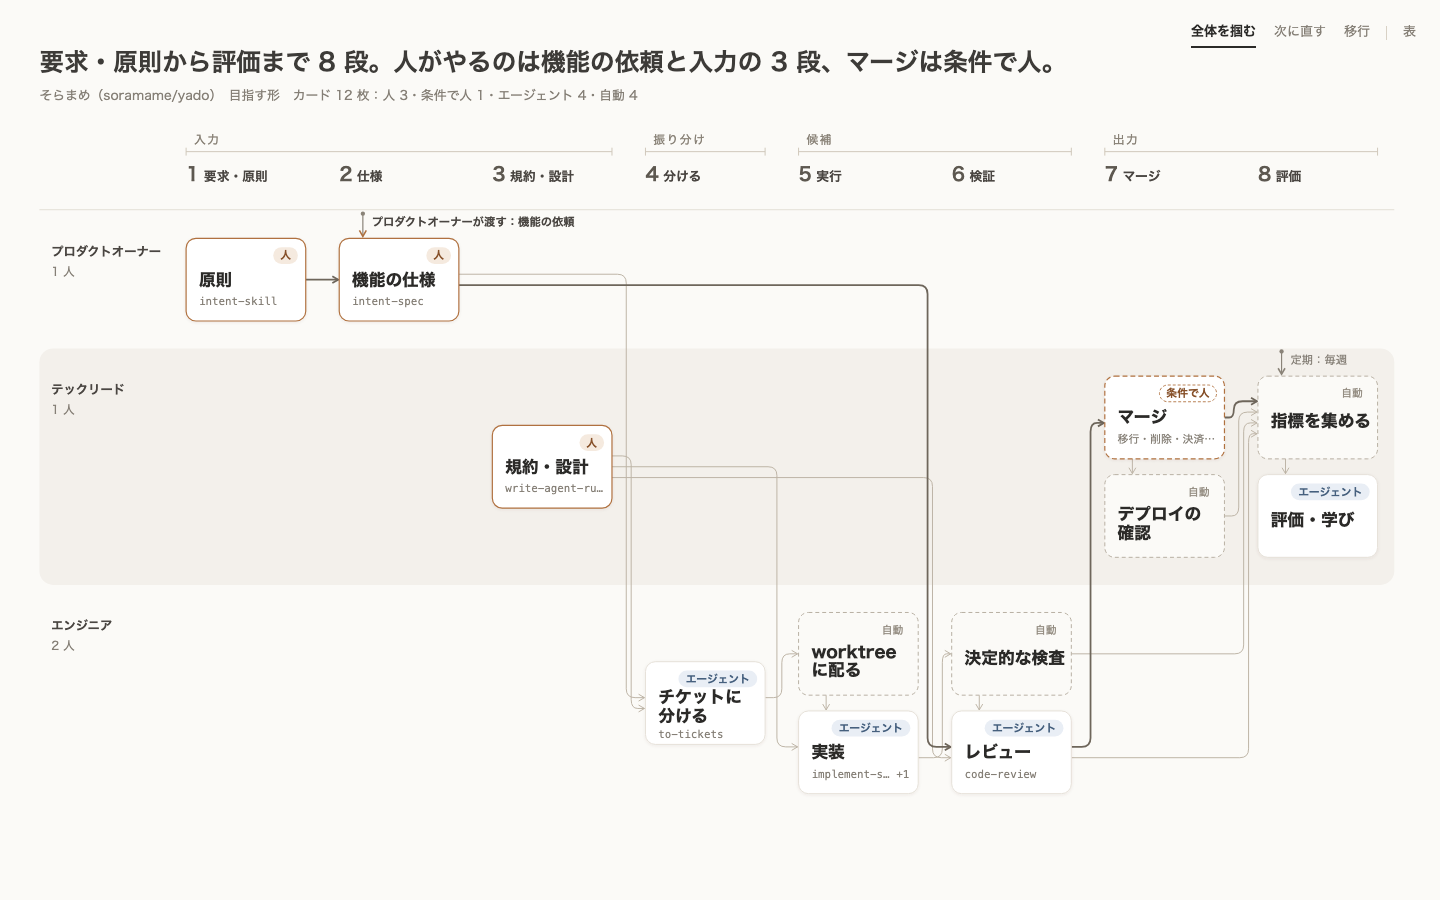 全体を掴む 次に直す 移行 表
要求・原則から評価まで 8 段。人がやるのは機能の依頼と入力の 3 段、マージは条件で人。
そらまめ（soramame/yado） 目指す形 カード 12 枚：人 3・条件で人 1・エージェント 4・自動 4
入力
振り分け
候補
出力
1 要求・原則
2 仕様
3 規約・設計
4 分ける
5 実行
6 検証
7 マージ
8 評価
プロダクトオーナーが渡す：機能の依頼
プロダクトオーナー
1 人
人
原則
intent-skill
人
機能の仕様
intent-spec
テックリード
1 人
人
規約・設計
write-agent-ru…
条件で人
マージ
移行・削除・決済…
自動
デプロイの
確認
定期：毎週
自動
指標を集める
エージェント
評価・学び
エンジニア
2 人
エージェント
チケットに
分ける
to-tickets
自動
worktree
に配る
エージェント
実装
implement-s… +1
自動
決定的な検査
エージェント
レビュー
code-review